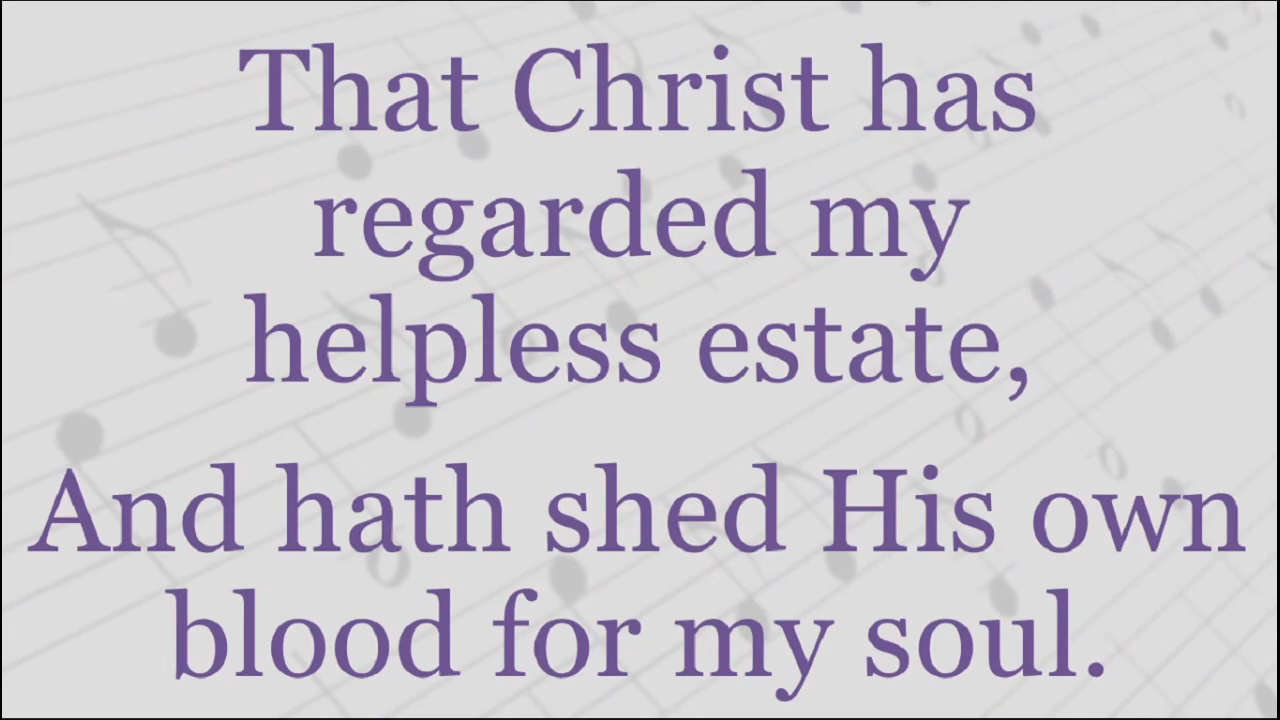 That Christ has
regarded my
helpless estate,
And hath shed His own
blood for my soul.